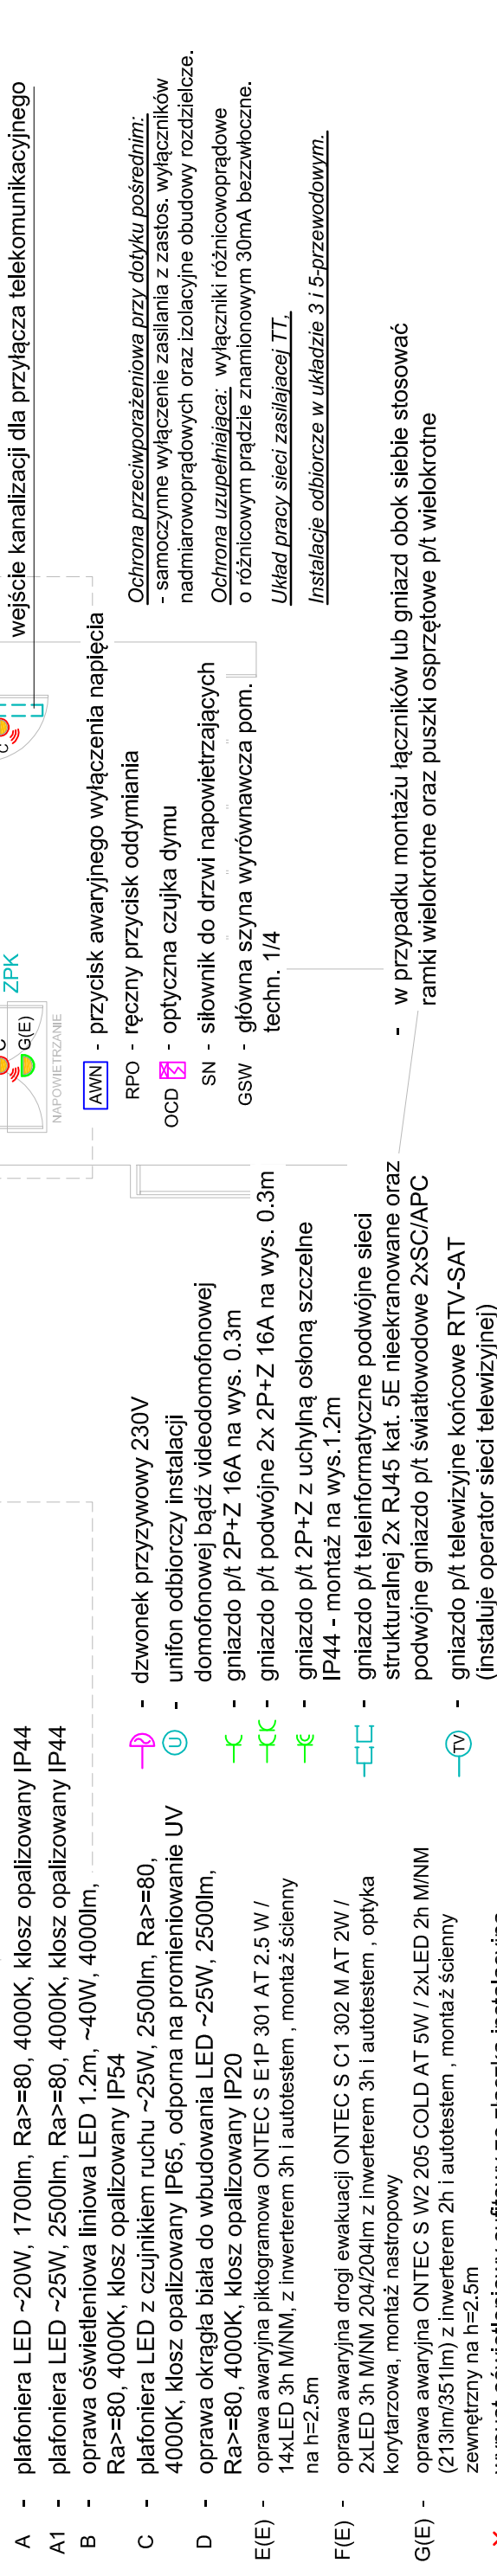 A - plafoniera LED ~20W, 1700lm, Ra>=80, 4000K, klosz opalizowany IP44
A1 - plafoniera LED ~25W, 2500lm, Ra>=80, 4000K, klosz opalizowany IP44
B - oprawa oświetleniowa liniowa LED 1.2m, ~40W, 4000lm,
Ra>=80, 4000K, klosz opalizowany IP54
C - plafoniera LED z czujnikiem ruchu ~25W, 2500lm, Ra>=80,
4000K, klosz opalizowany IP65, odporna na promieniowanie UV
D - oprawa okrągła biała do wbudowania LED ~25W, 2500lm,
Ra>=80, 4000K, klosz opalizowany IP20
E(E) - oprawa awaryjna piktogramowa ONTEC S E1P 301 AT 2.5 W /
14xLED 3h M/NM, z inwerterem 3h i autotestem , montaż ścienny
na h=2.5m
F(E) - oprawa awaryjna drogi ewakuacji ONTEC S C1 302 M AT 2W /
2xLED 3h M/NM 204/204lm z inwerterem 3h i autotestem , optyka
korytarzowa, montaż nastropowy
G(E) - oprawa awaryjna ONTEC S W2 205 COLD AT 5W / 2xLED 2h M/NM
(213lm/351lm) z inwerterem 2h i autotestem , montaż ścienny
zewnętrzny na h=2.5m
- dzwonek przyzywowy 230V
U - unifon odbiorczy instalacji
domofonowej bądź videodomofonowej
- gniazdo p/t 2P+Z 16A na wys. 0.3m
- gniazdo p/t podwójne 2x 2P+Z 16A na wys. 0.3m
- gniazdo p/t 2P+Z z uchylną osłoną szczelne
IP44 - montaż na wys.1.2m
- gniazdo p/t teleinformatyczne podwójne sieci
strukturalnej 2x RJ45 kat. 5E nieekranowane oraz
podwójne gniazdo p/t światłowodowe 2xSC/APC
TV - gniazdo p/t telewizyjne końcowe RTV-SAT
(instaluje operator sieci telewizyjnej)
C
G(E)
ZPK
NAPOWIETRZANIE
AWN - przycisk awaryjnego wyłączenia napięcia
RPO - ręczny przycisk oddymiania
OCD - optyczna czujka dymu
SN - siłownik do drzwi napowietrzających
GSW - główna szyna wyrównawcza pom.
techn. 1/4
- w przypadku montażu łączników lub gniazd obok siebie stosować
ramki wielokrotne oraz puszki osprzętowe p/t wielokrotne
C
wejście kanalizacji dla przyłącza telekomunikacyjnego
Ochrona przeciwporażeniowa przy dotyku pośrednim:
- samoczynne wyłączenie zasilania z zastos. wyłączników
nadmiarowoprądowych oraz izolacyjne obudowy rozdzielcze.
Ochrona uzupełniająca: wyłączniki różnicowoprądowe
o różnicowym prądzie znamionowym 30mA bezzwłoczne.
Układ pracy sieci zasilającej TT.
Instalacje odbiorcze w układzie 3 i 5-przewodowym.